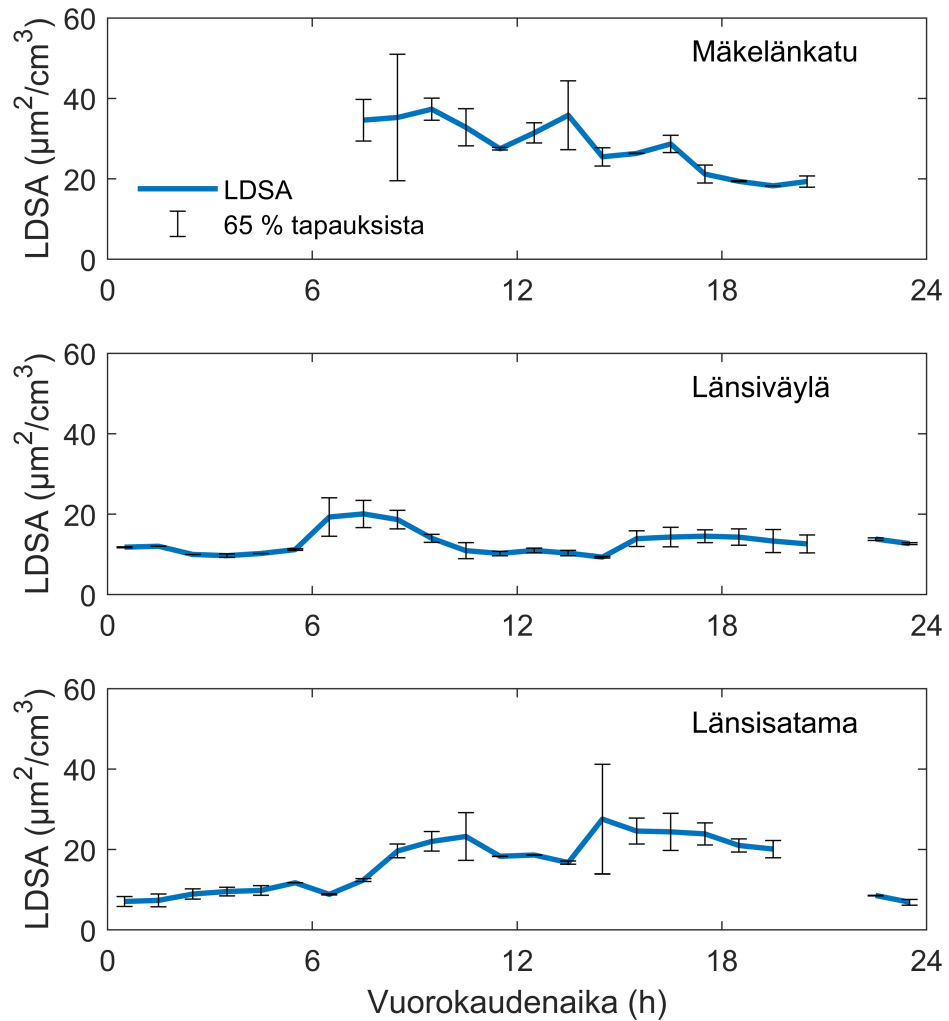 60
40
20
0
LDSA (μm²/cm³)
Mäkelänkatu
LDSA
65 % tapauksista
0 6 12 18 24
60
40
20
0
LDSA (μm²/cm³)
Länsiväylä
0 6 12 18 24
60
40
20
0
LDSA (μm²/cm³)
Länsisatama
0 6 12 18 24
Vuorokaudenaika (h)